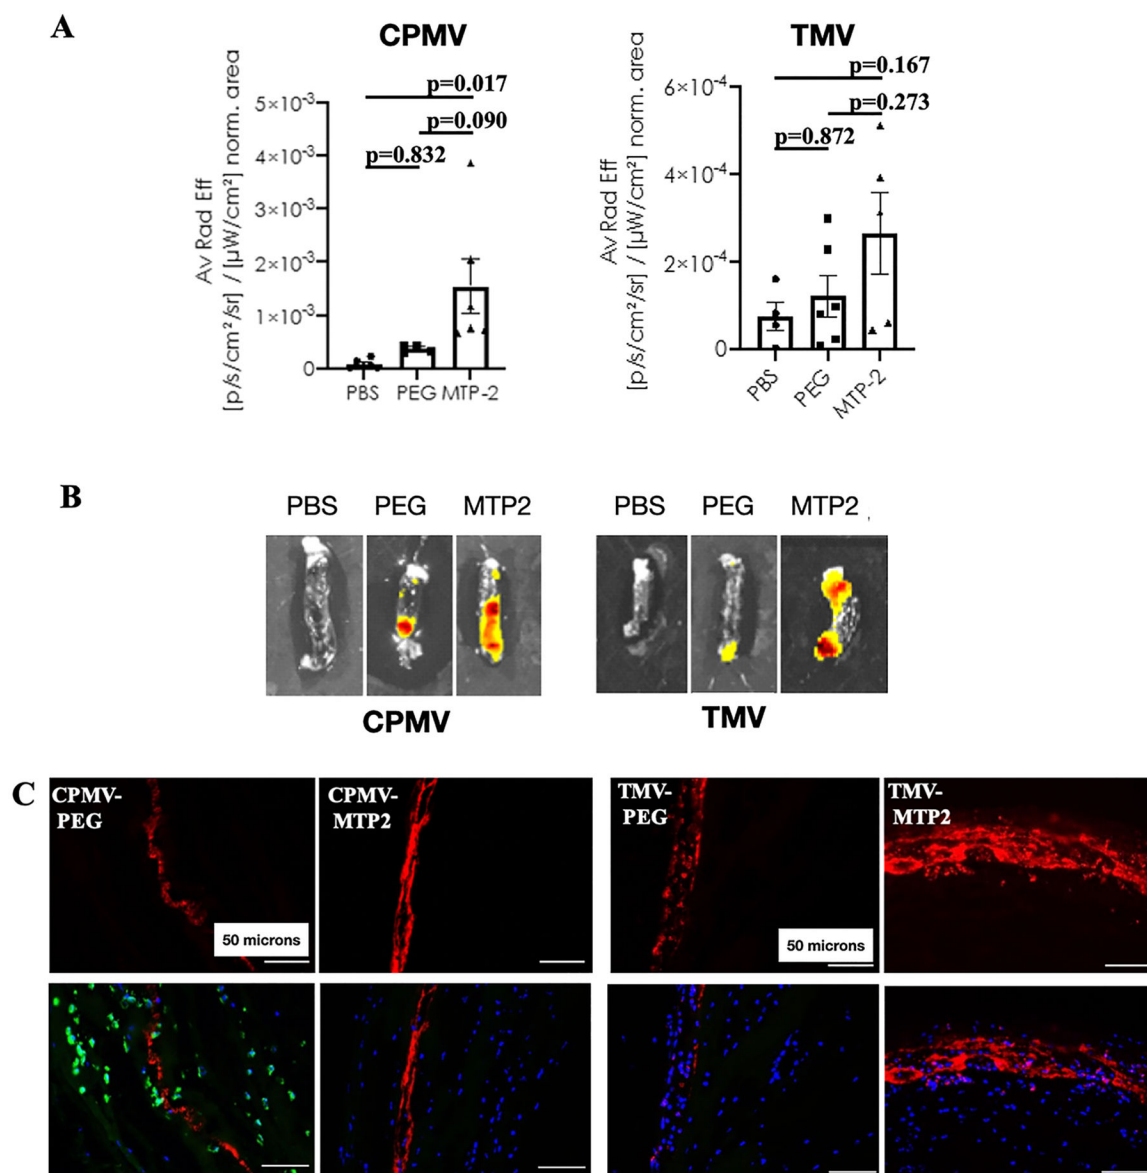 A
CPMV
TMV
Av Rad Eff
[p/s/cm²/sr] / [µW/cm²] norm. area
5×10⁻³
4×10⁻³
3×10⁻³
2×10⁻³
1×10⁻³
0
p=0.017
p=0.090
p=0.832
PBS PEG MTP-2
Av Rad Eff
[p/s/cm²/sr] / [µW/cm²] norm. area
6×10⁻⁴
4×10⁻⁴
2×10⁻⁴
0
p=0.167
p=0.273
p=0.872
PBS PEG MTP-2
B
PBS PEG MTP2
PBS PEG MTP2 ,
CPMV
TMV
C
CPMV-
PEG
50 microns
CPMV-
MTP2
TMV-
PEG
50 microns
TMV-
MTP2